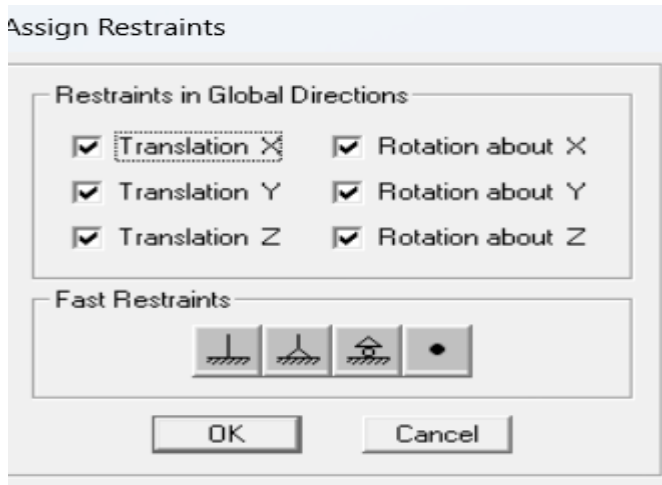 Assign Restraints
Restraints in Global Directions
Translation X
Rotation about X
Translation Y
Rotation about Y
Translation Z
Rotation about Z
Fast Restraints
OK
Cancel